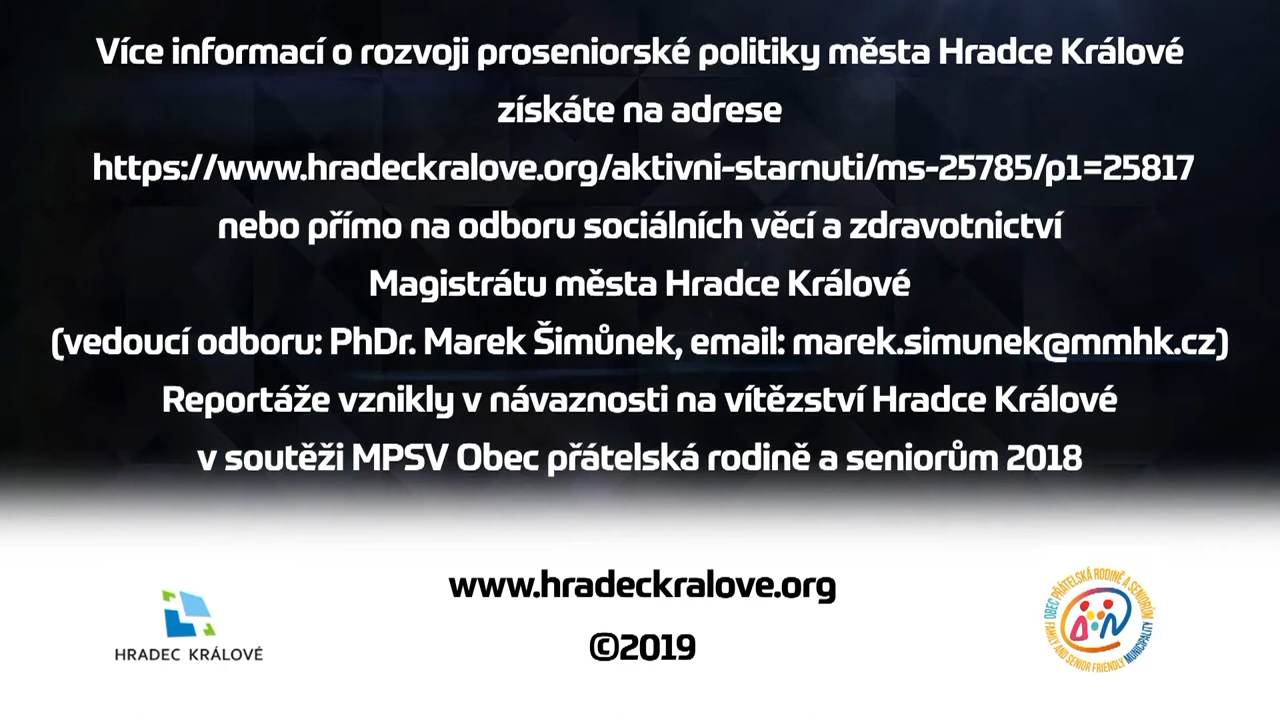 Více informací o rozvoji proseniorské politiky města Hradce Králové
získáte na adrese
https://www.hradeckralove.org/aktivni-starnuti/ms-25785/p1=25817
nebo přímo na odboru sociálních věcí a zdravotnictví
Magistrátu města Hradce Králové
(vedoucí odboru: PhDr. Marek Šimůnek, email: marek.simunek@mmhk.cz)
Reportáže vznikly v návaznosti na vítězství Hradce Králové
v soutěži MPSV Obec přátelská rodině a seniorům 2018
www.hradeckralove.org
©2019
HRADEC KRÁLOVÉ
OBEC PŘÁTELSKÁ RODINĚ A SENIORŮM
FAMILY AND SENIOR FRIENDLY MUNICIPALITY